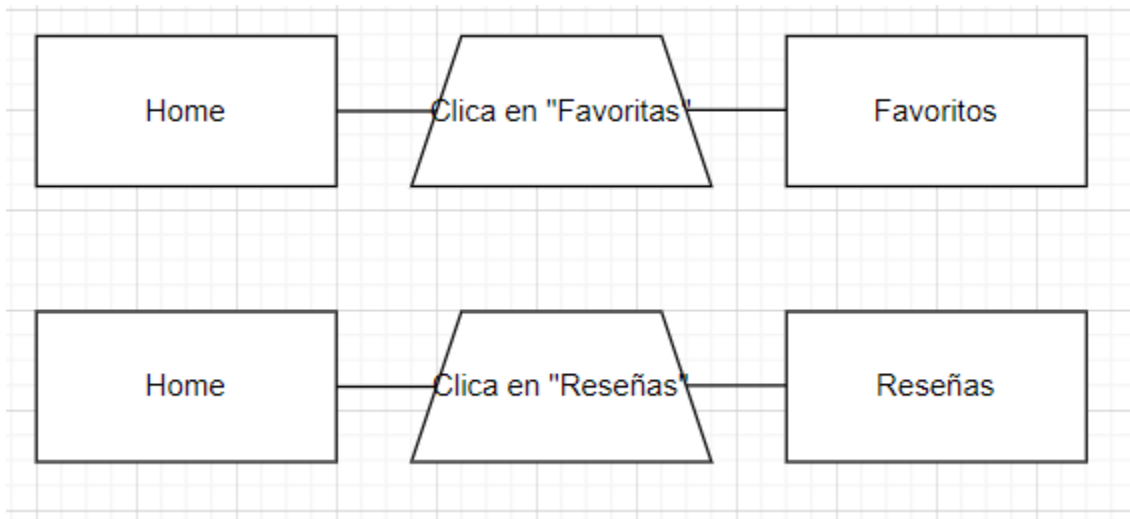 Home
Clica en "Favoritas"
Favoritos
Home
Clica en "Reseñas"
Reseñas